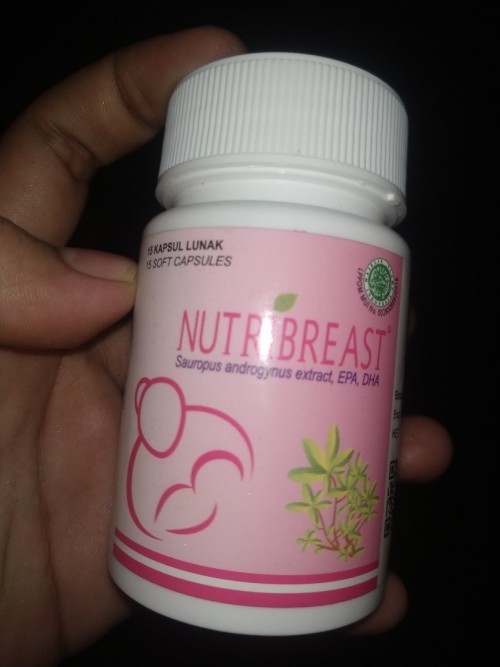 15 KAPSUL LUNAK
15 SOFT CAPSULES
NUTRIBREAST
Sauropus androgynus extract, EPA, DHA